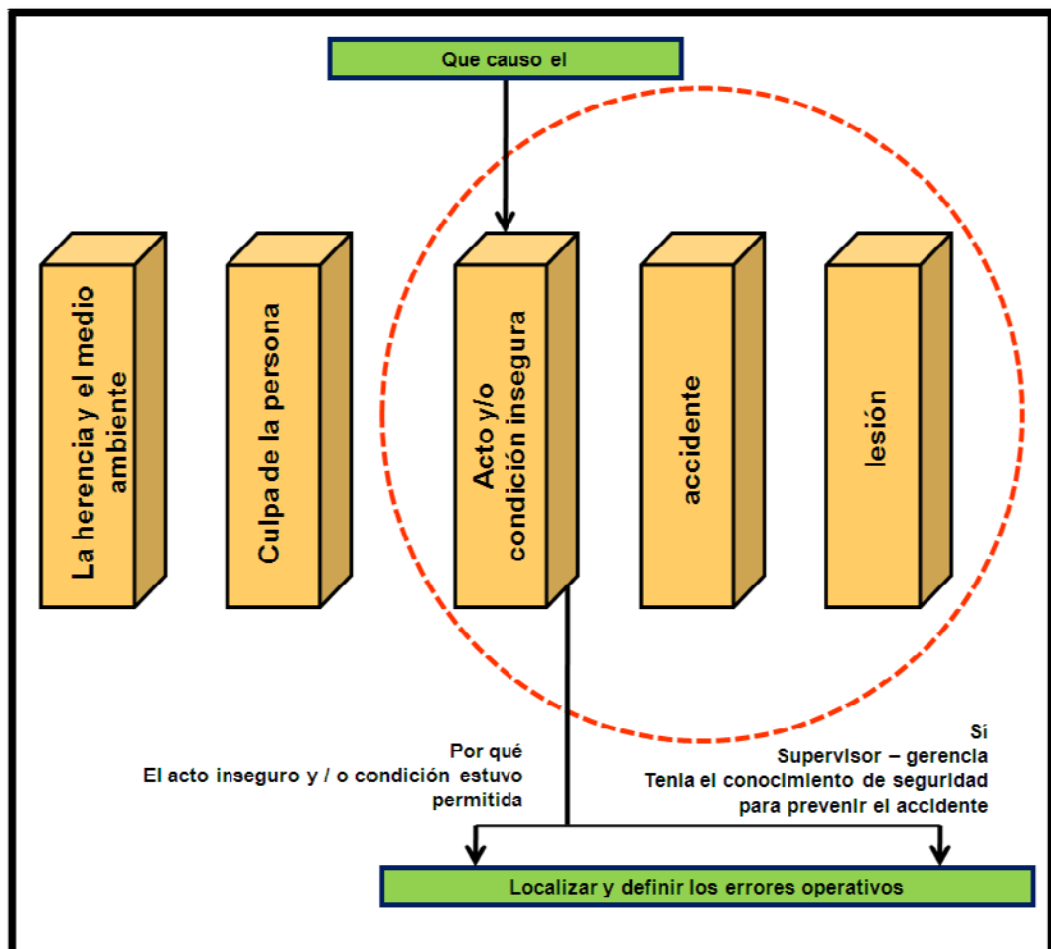 Que causo el
La herencia y el medio
ambiente
Culpa de la persona
Acto y/o
condición insegura
accidente
lesión
Por qué
El acto inseguro y / o condición estuvo
permitida
Sí
Supervisor – gerencia
Tenia el conocimiento de seguridad
para prevenir el accidente
Localizar y definir los errores operativos